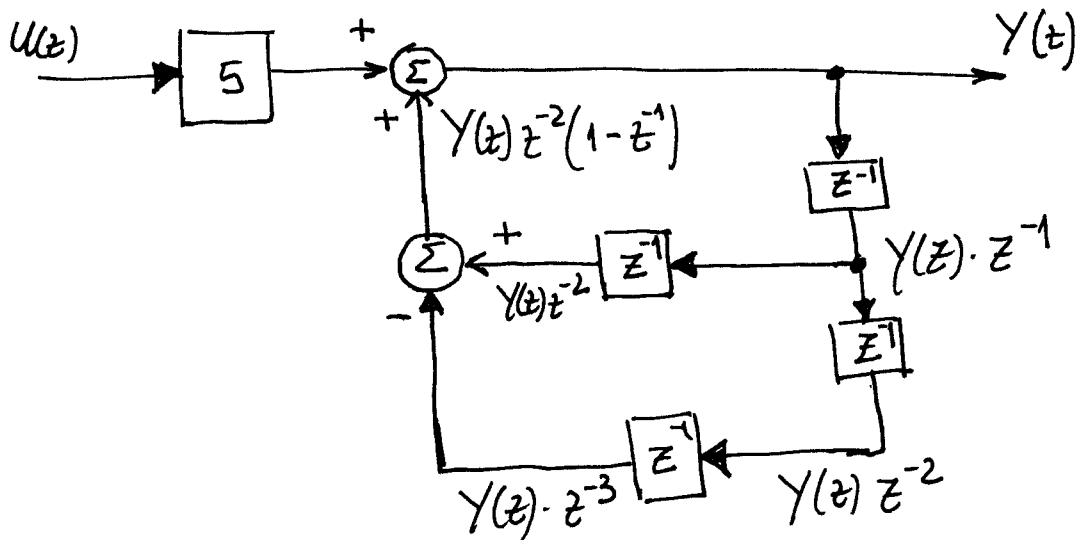 U(z)
5
+
Σ
Y(z)
+
Y(z) z⁻²(1 - z⁻¹)
z⁻¹
Σ
+
z⁻¹
Y(z) · z⁻¹
Y(z) z⁻²
-
z⁻¹
z⁻¹
Y(z) · z⁻³
Y(z) z⁻²